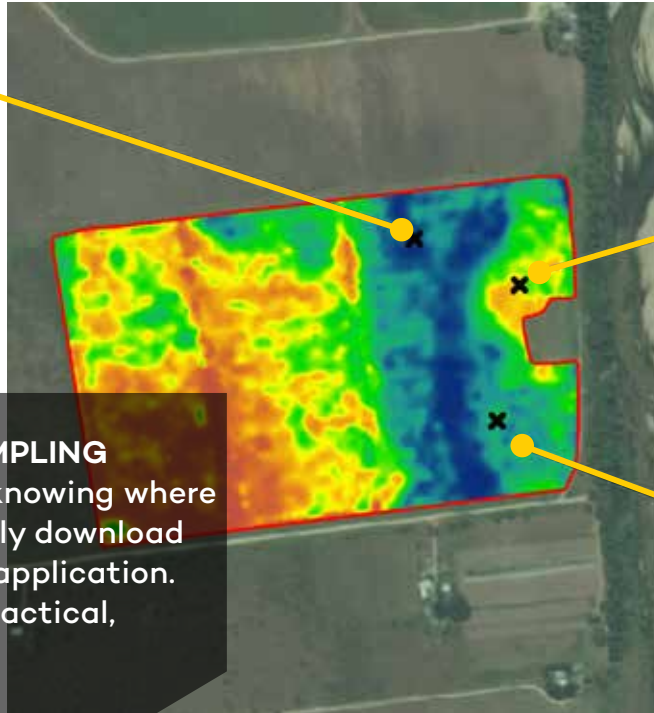 MPLING
knowing where
ly download
application.
actical,